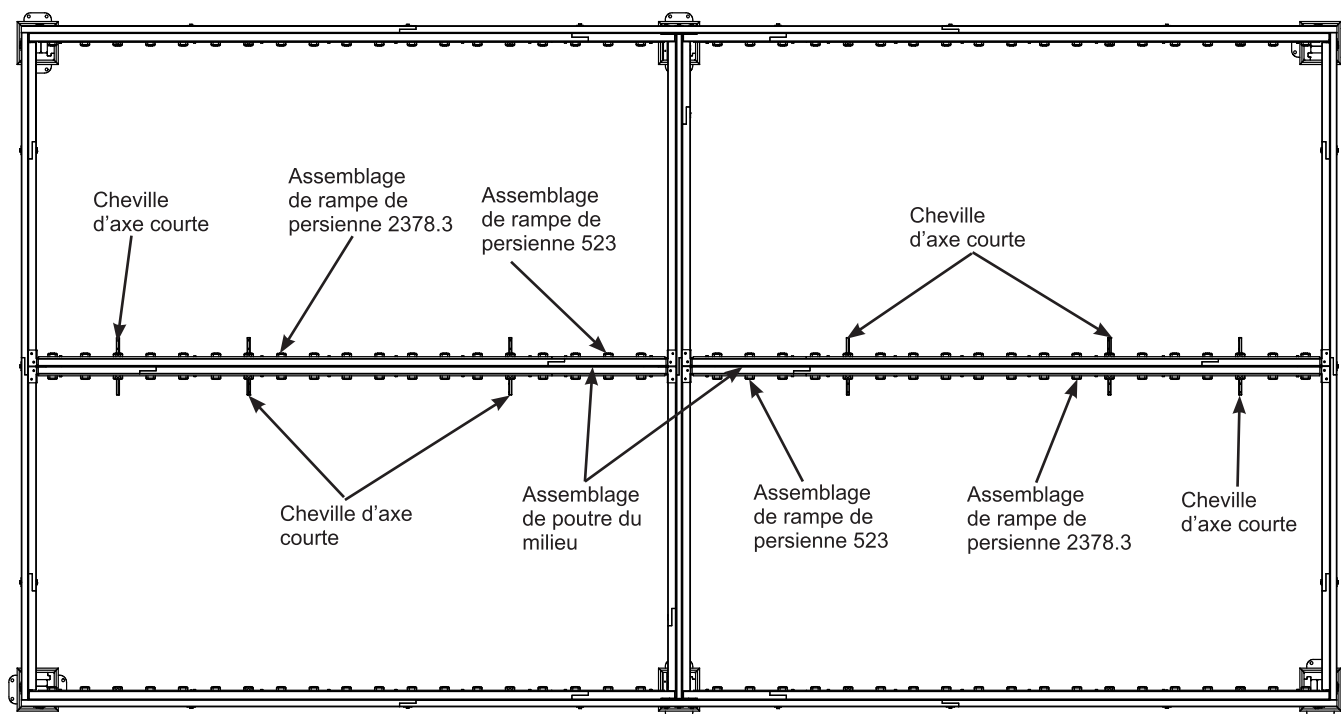 Cheville
d’axe courte
Assemblage
de rampe de
persienne 2378.3
Assemblage
de rampe de
persienne 523
Cheville
d’axe courte
Cheville d’axe
courte
Assemblage
de poutre du
milieu
Assemblage
de rampe de
persienne 523
Assemblage
de rampe de
persienne 2378.3
Cheville
d’axe courte